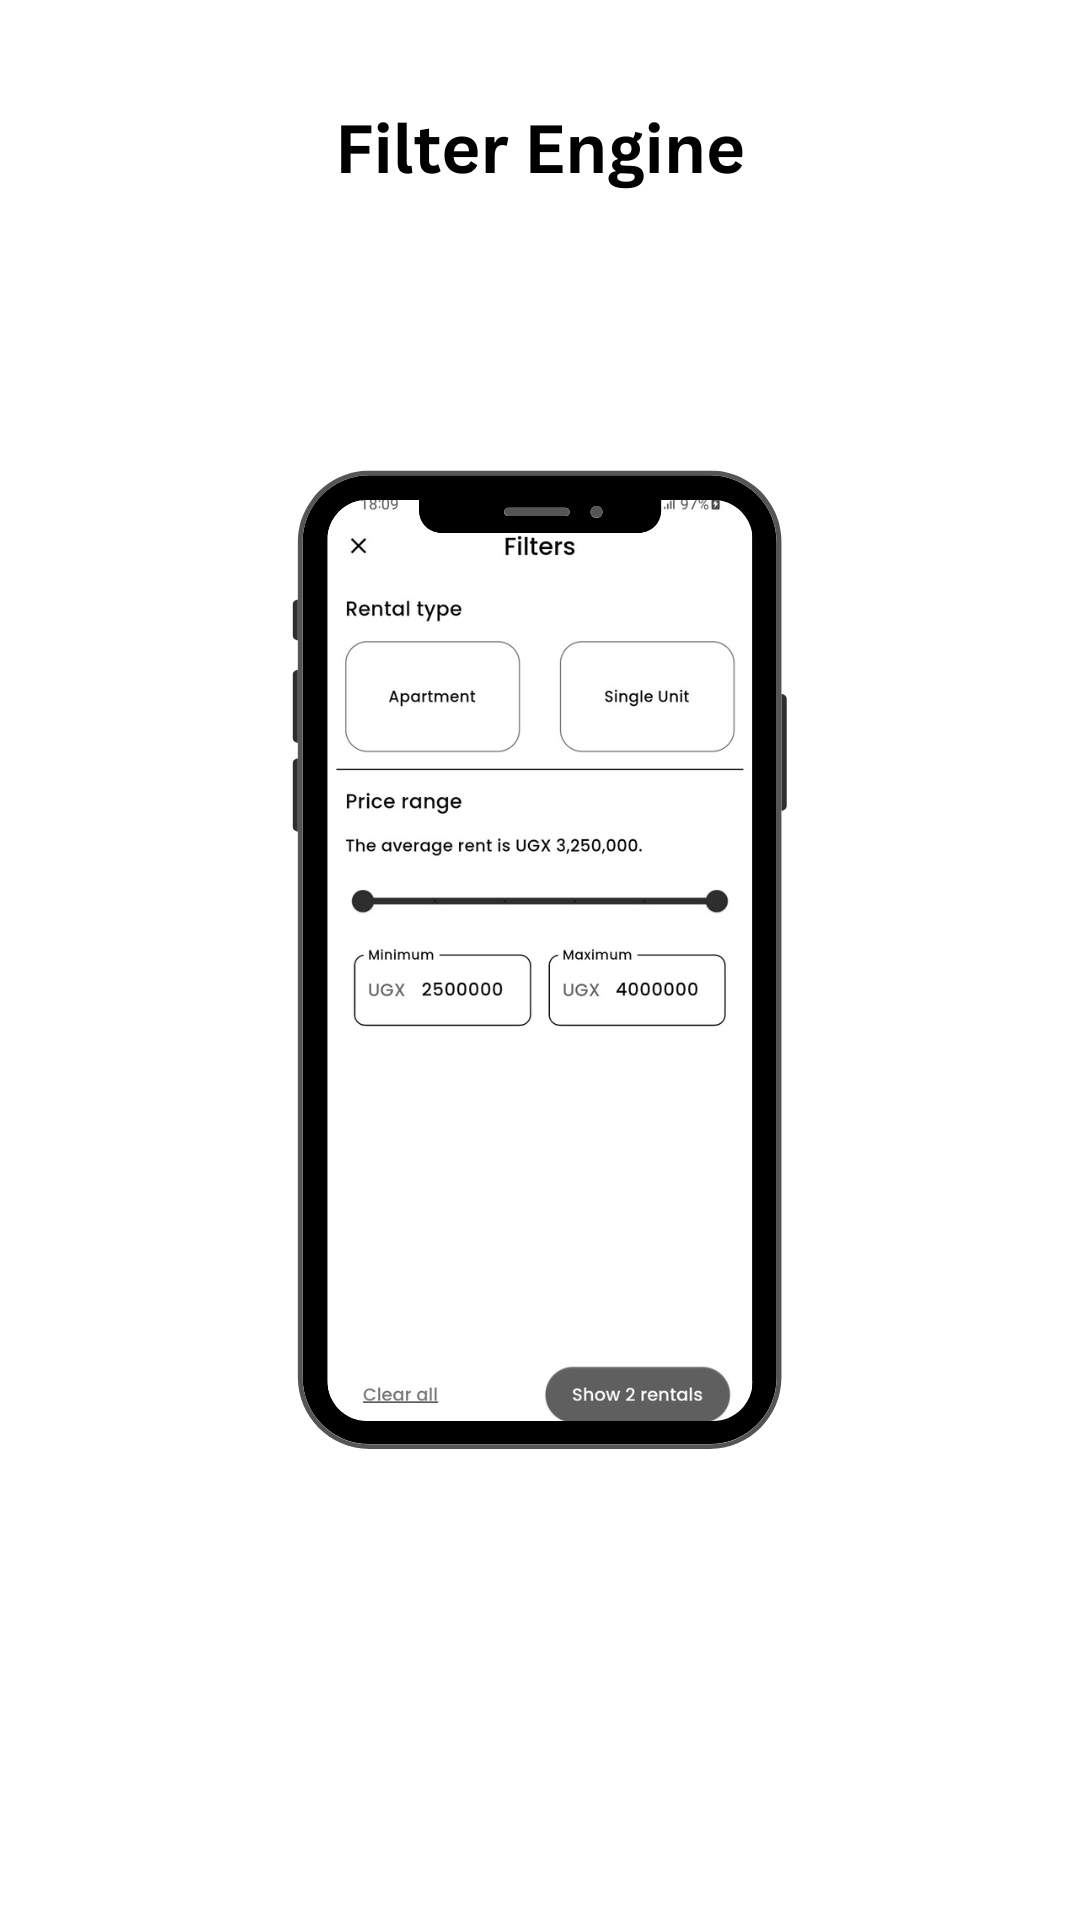 Filter Engine
18:09 97%
Filters
Rental type
Apartment Single Unit
Price range
The average rent is UGX 3,250,000.
Minimum Maximum
UGX 2500000 UGX 4000000
Clear all Show 2 rentals